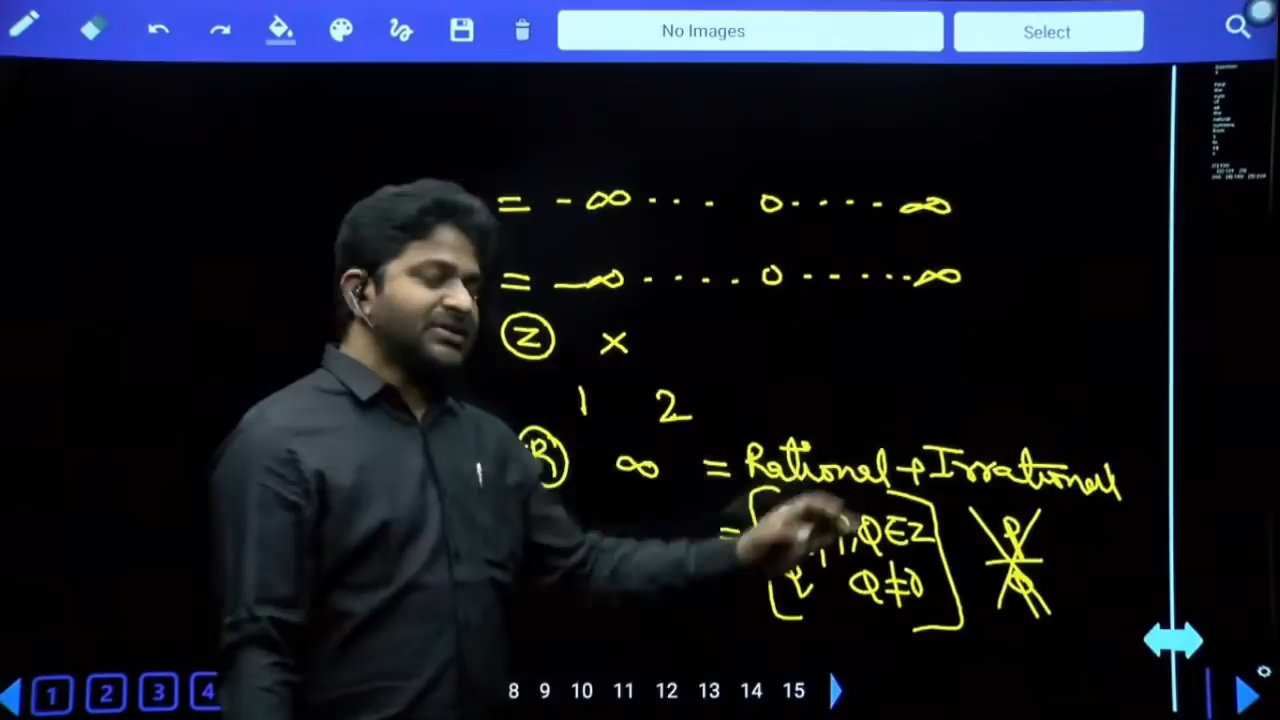 No Images Select
= - ∞ . . . 0 . . . . ∞
= - ∞ . . . . 0 . . . . . ∞
Z ×
1 2
R ∞ = Rational + Irrational
= P, Q ∈ Z P
Q ≠ 0 Q
1 2 3 4 8 9 10 11 12 13 14 15